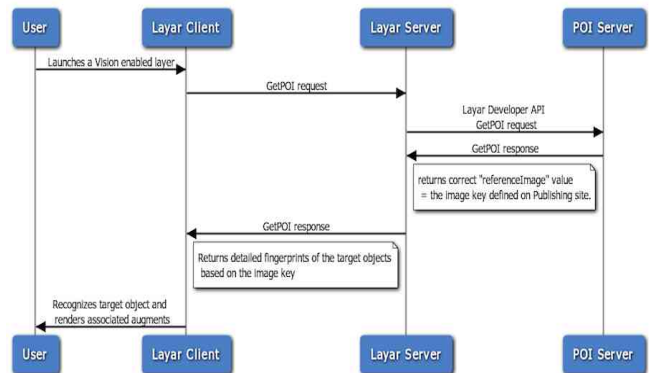 User
Layar Client
Layar Server
POI Server
Launches a Vision enabled layer
GetPOI request
Layar Developer API
GetPOI request
GetPOI response
returns correct "referenceImage" value
= the image key defined on Publishing site.
GetPOI response
Returns detailed fingerprints of the target objects
based on the image key
Recognizes target object and
renders associated augments
User
Layar Client
Layar Server
POI Server